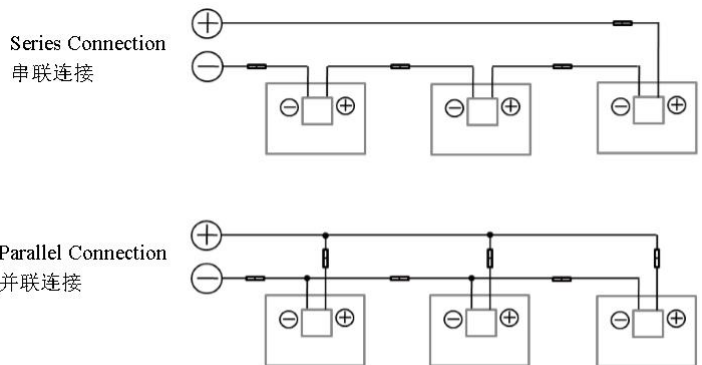 Series Connection
串联连接
Parallel Connection
并联连接